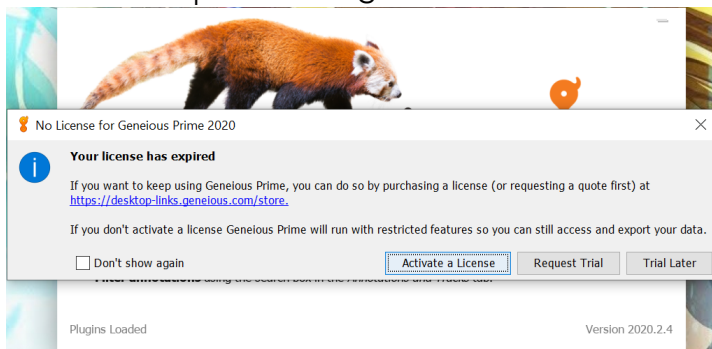 No License for Geneious Prime 2020
Your license has expired
If you want to keep using Geneious Prime, you can do so by purchasing a license (or requesting a quote first) at
https://desktop-links.geneious.com/store.
If you don't activate a license Geneious Prime will run with restricted features so you can still access and export your data.
Don't show again
Activate a License
Request Trial
Trial Later
Filter annotations using the search box in the Annotations and Tracks tab.
Plugins Loaded
Version 2020.2.4